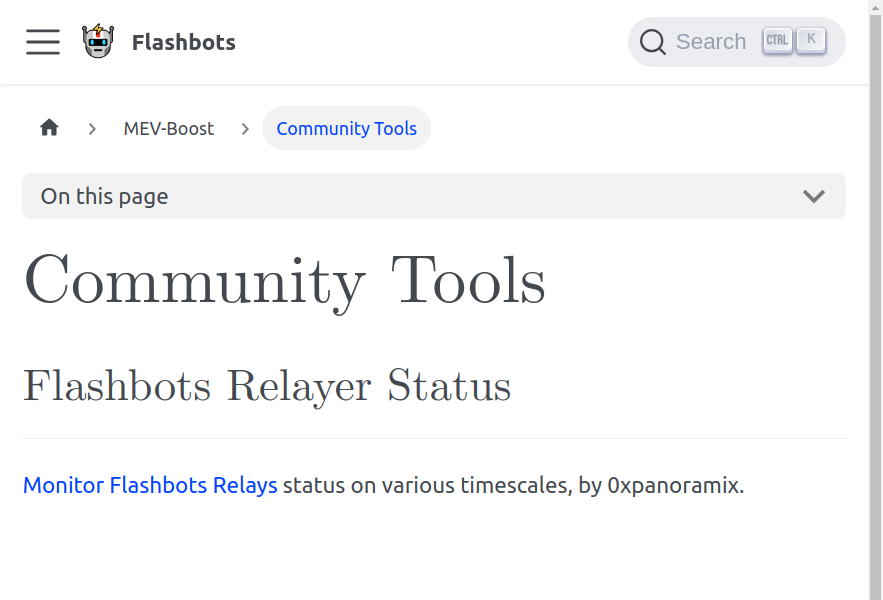 Flashbots
Search CTRL K
MEV-Boost Community Tools
On this page
Community Tools
Flashbots Relayer Status
Monitor Flashbots Relays status on various timescales, by 0xpanoramix.